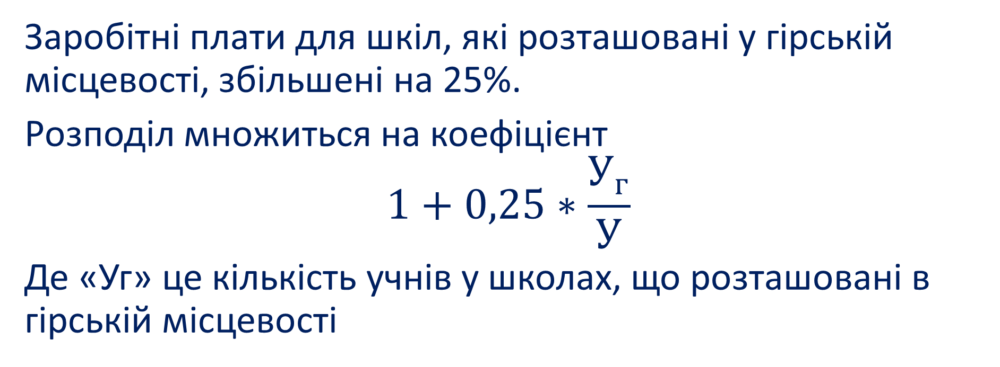 Заробітні плати для шкіл, які розташовані у гірській
місцевості, збільшені на 25%.
Розподіл множиться на коефіцієнт
1 + 0,25 * У_г / У
Де «Уг» це кількість учнів у школах, що розташовані в
гірській місцевості